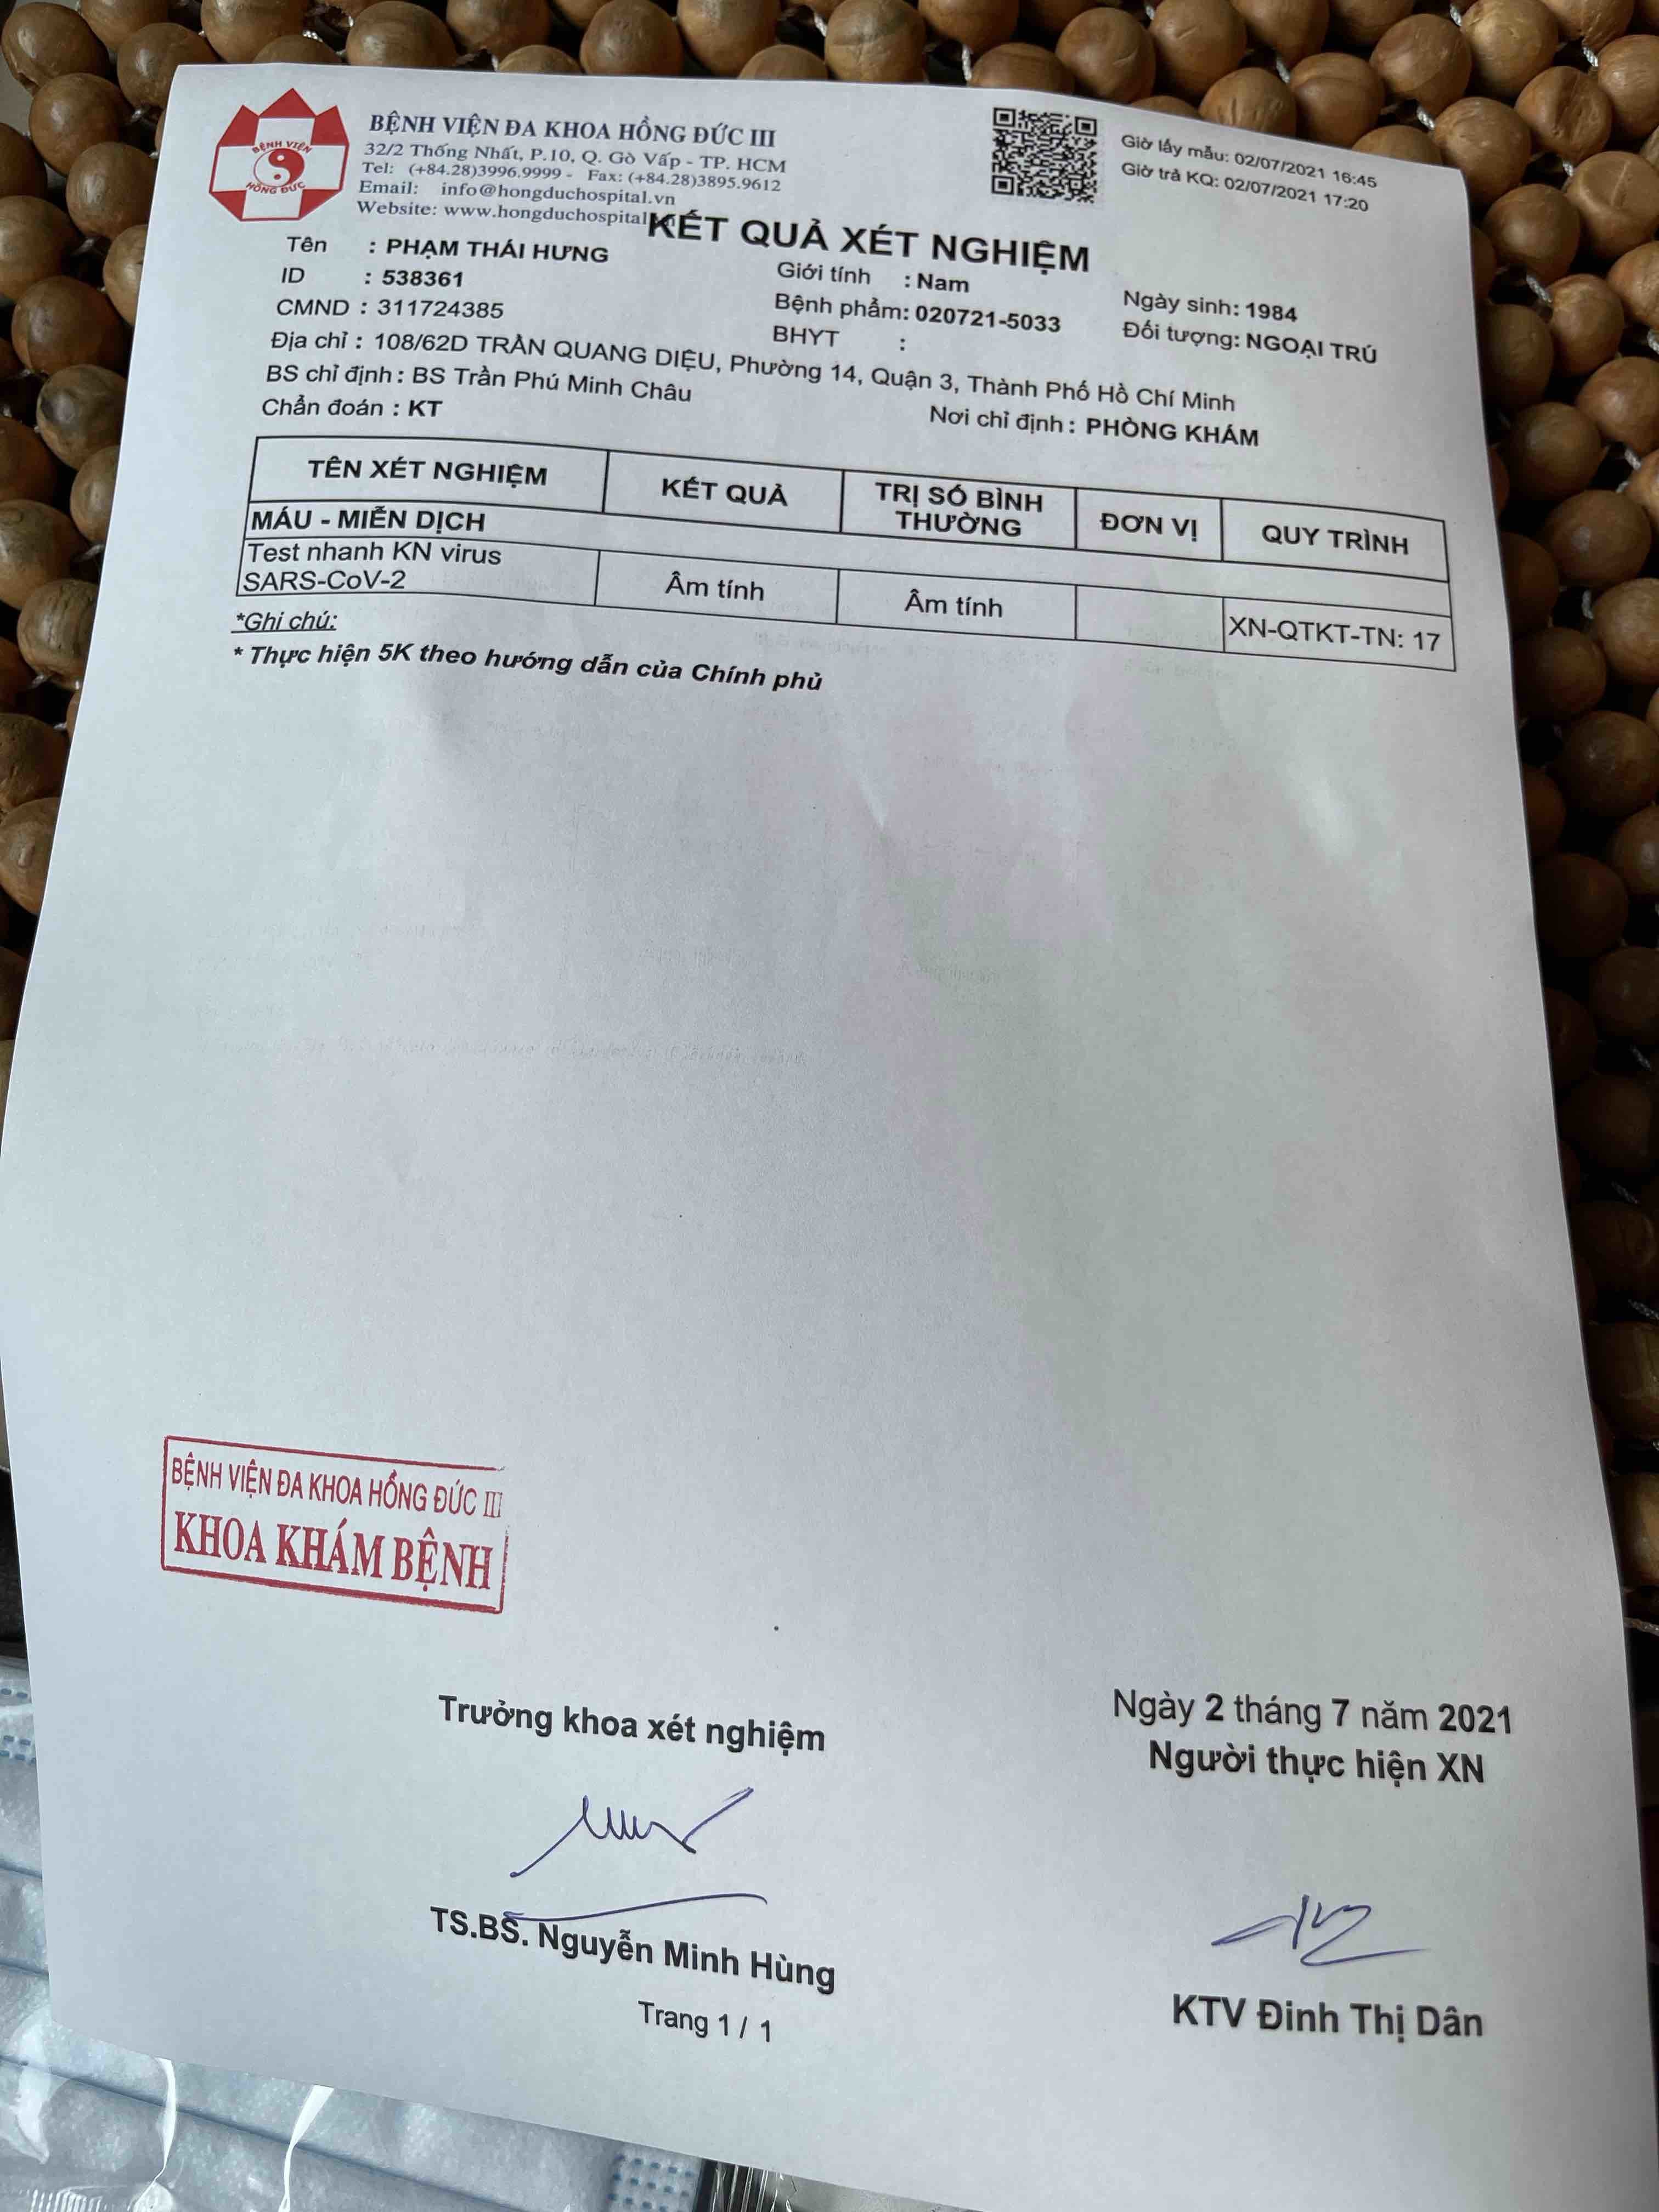 BỆNH VIỆN ĐA KHOA HỒNG ĐỨC III
32/2 Thống Nhất, P.10, Q. Gò Vấp - TP. HCM
Tel: (+84.28)3996.9999 - Fax: (+84.28)3895.9612
Email: info@hongduchospital.vn
Website: www.hongduchospital
BỆNH VIỆN
HỒNG ĐỨC
Giờ lấy mẫu: 02/07/2021 16:45
Giờ trả KQ: 02/07/2021 17:20
KẾT QUẢ XÉT NGHIỆM
Tên : PHẠM THÁI HƯNG Giới tính : Nam Ngày sinh: 1984
ID : 538361 Bệnh phẩm: 020721-5033 Đối tượng: NGOẠI TRÚ
CMND : 311724385 BHYT :
Địa chỉ : 108/62D TRẦN QUANG DIỆU, Phường 14, Quận 3, Thành Phố Hồ Chí Minh
BS chỉ định : BS Trần Phú Minh Châu Nơi chỉ định : PHÒNG KHÁM
Chẩn đoán : KT
TÊN XÉT NGHIỆM KẾT QUẢ TRỊ SỐ BÌNH THƯỜNG ĐƠN VỊ QUY TRÌNH
MÁU - MIỄN DỊCH
Test nhanh KN virus SARS-CoV-2 Âm tính Âm tính XN-QTKT-TN: 17
*Ghi chú:
* Thực hiện 5K theo hướng dẫn của Chính phủ
BỆNH VIỆN ĐA KHOA HỒNG ĐỨC III
KHOA KHÁM BỆNH
Ngày 2 tháng 7 năm 2021
Trưởng khoa xét nghiệm Người thực hiện XN
TS.BS. Nguyễn Minh Hùng KTV Đinh Thị Dân
Trang 1 / 1